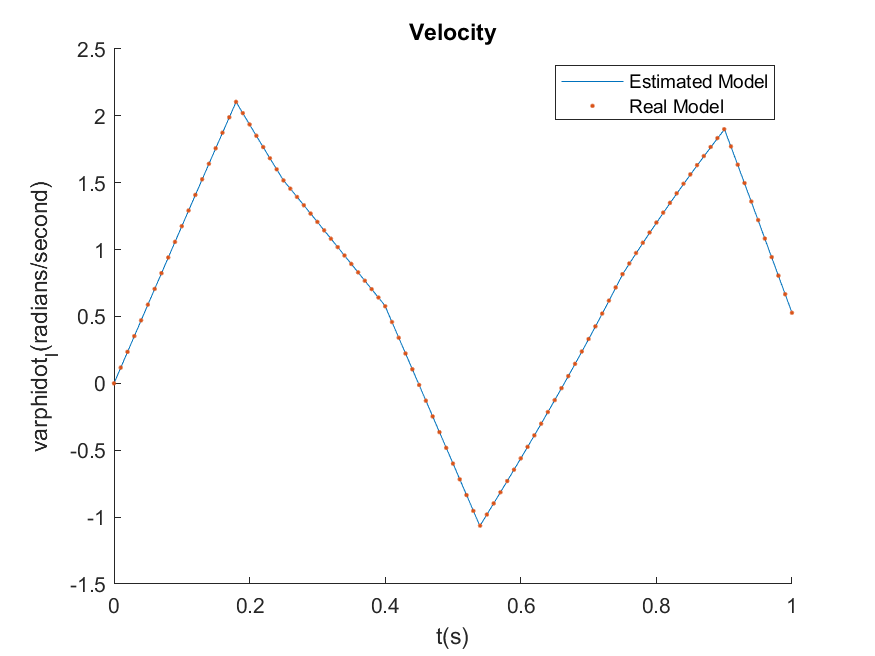 Velocity
Estimated Model
Real Model
varphidot_l(radians/second)
2.5
2
1.5
1
0.5
0
-0.5
-1
-1.5
0 0.2 0.4 0.6 0.8 1
t(s)